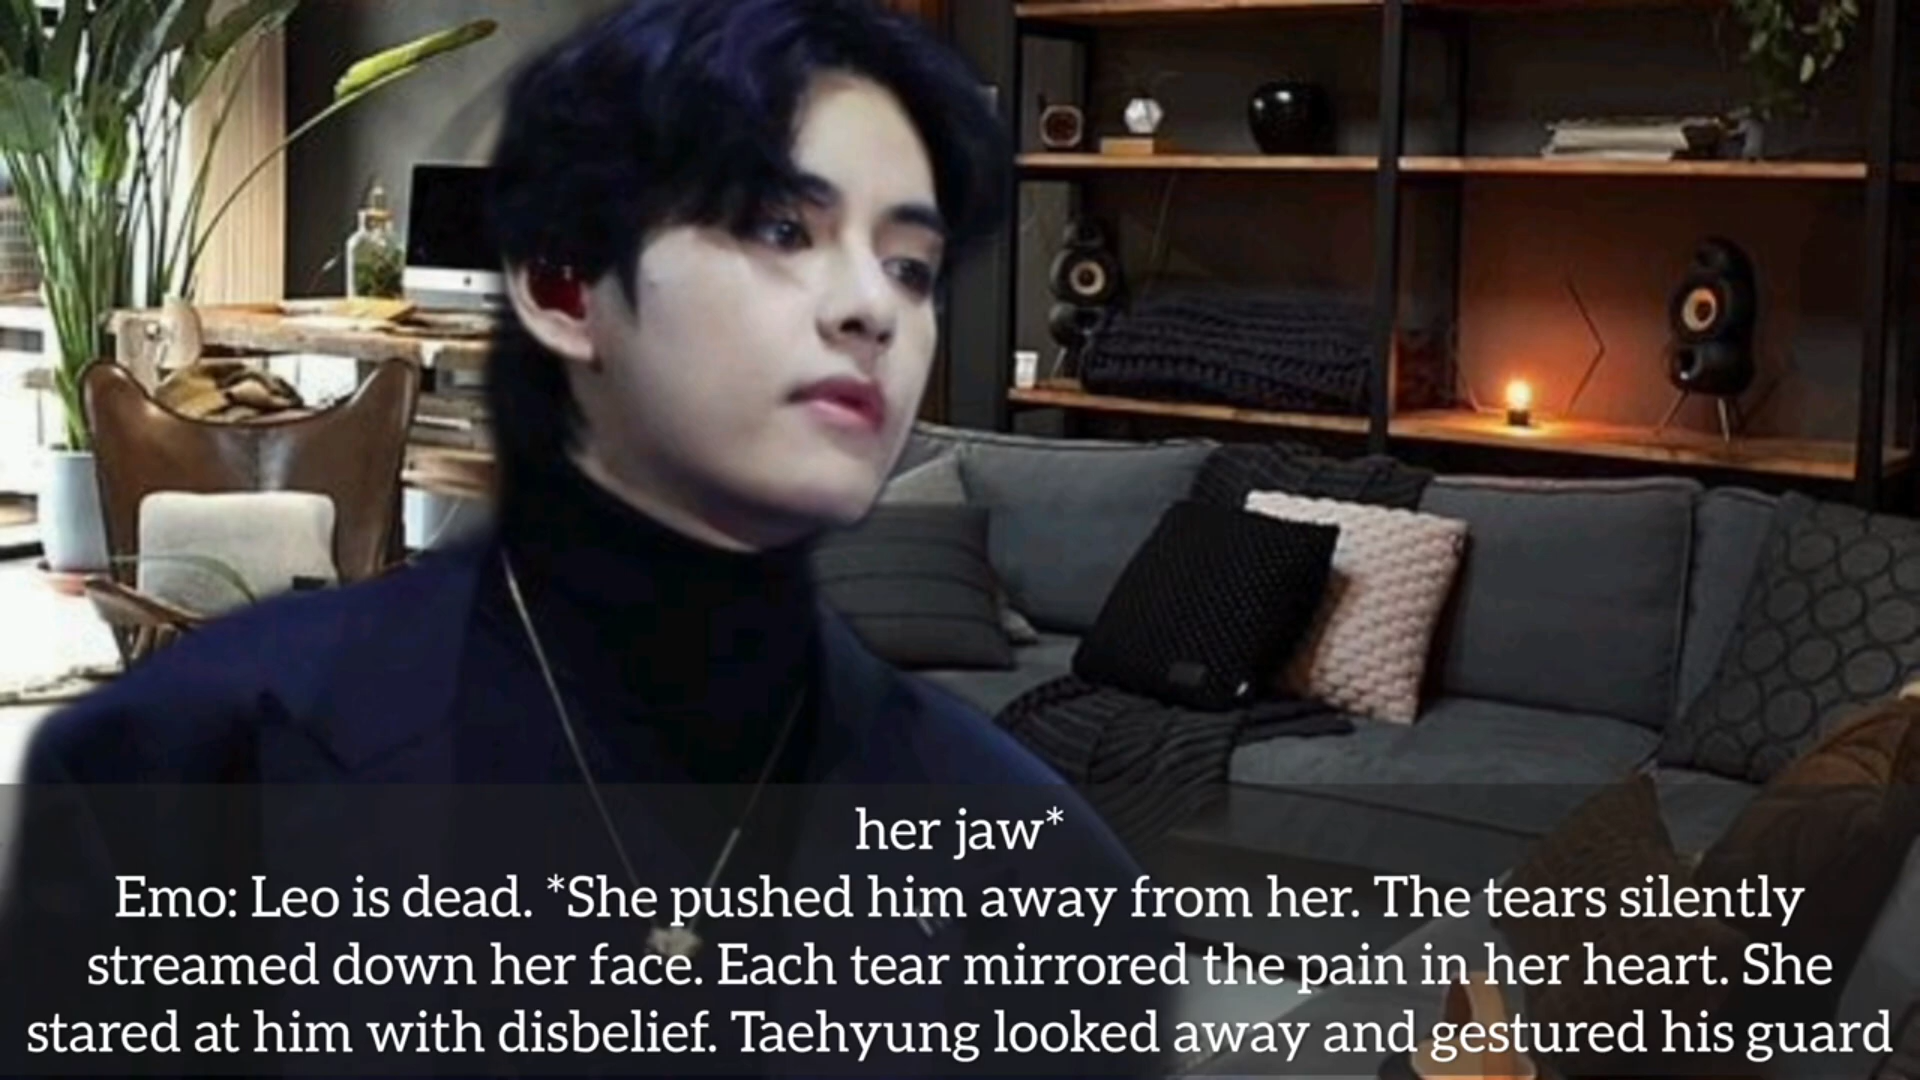 her jaw*
Emo: Leo is dead. *She pushed him away from her. The tears silently
streamed down her face. Each tear mirrored the pain in her heart. She
stared at him with disbelief. Taehyung looked away and gestured his guard